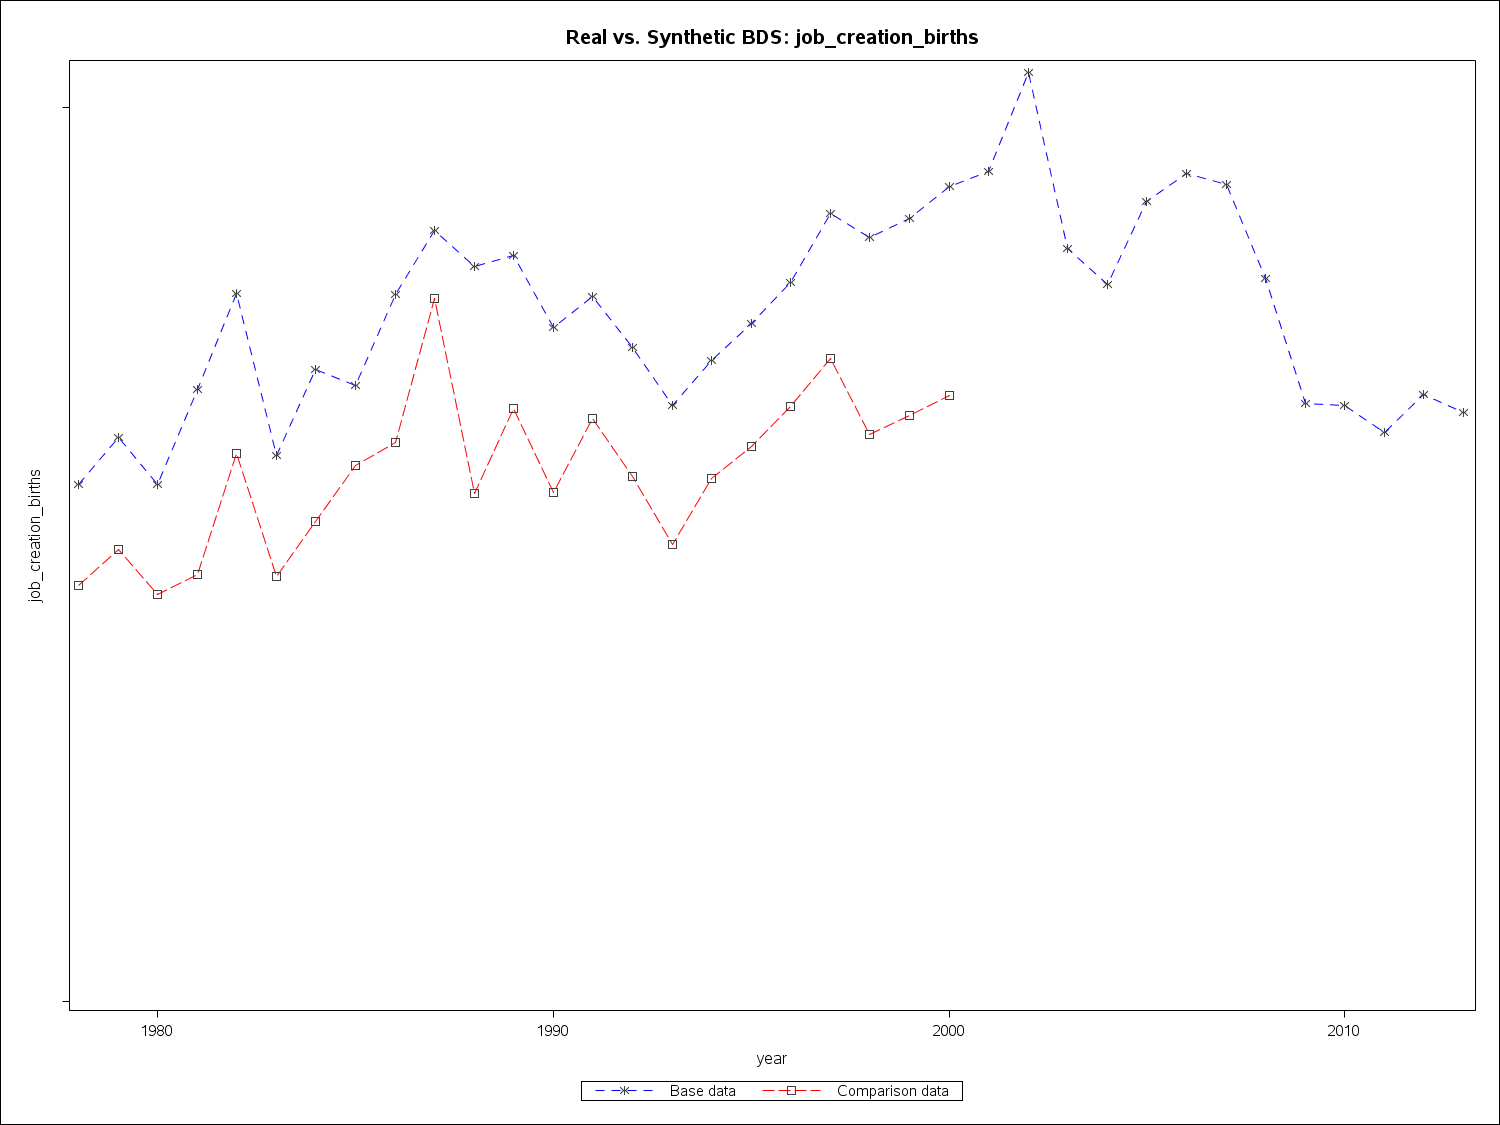 Real vs. Synthetic BDS: job_creation_births
job_creation_births
1980 1990 2000 2010
year
Base data Comparison data